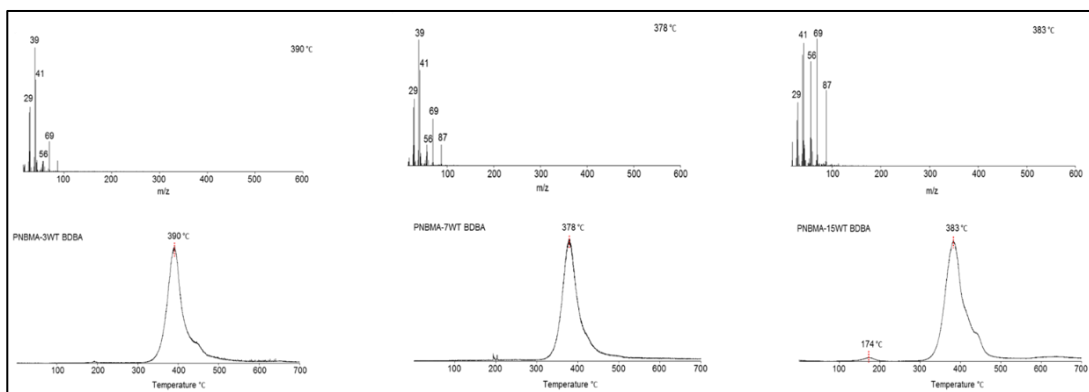 39
41
29
69
56
390 ℃
100 200 300 400 500 600
m/z
39
41
29
69
56
87
378 ℃
100 200 300 400 500 600
m/z
41
69
56
29
87
383 ℃
100 200 300 400 500 600
m/z
PNBMA-3WT BDBA
390 ℃
100 200 300 400 500 600 700
Temperature ℃
PNBMA-7WT BDBA
378 ℃
100 200 300 400 500 600 700
Temperature ℃
PNBMA-15WT BDBA
383 ℃
174 ℃
100 200 300 400 500 600 700
Temperature ℃